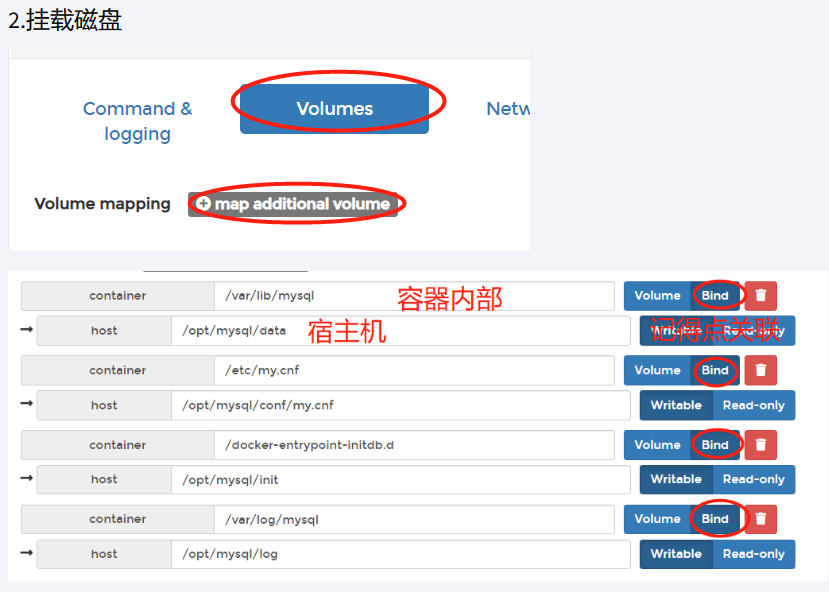 2.挂载磁盘
Command & logging
Volumes
Netw
Volume mapping
map additional volume
container /var/lib/mysql 容器内部 Volume Bind
→ host /opt/mysql/data 宿主机 Writable Read-only 记得点关联
container /etc/my.cnf Volume Bind
→ host /opt/mysql/conf/my.cnf Writable Read-only
container /docker-entrypoint-initdb.d Volume Bind
→ host /opt/mysql/init Writable Read-only
container /var/log/mysql Volume Bind
→ host /opt/mysql/log Writable Read-only